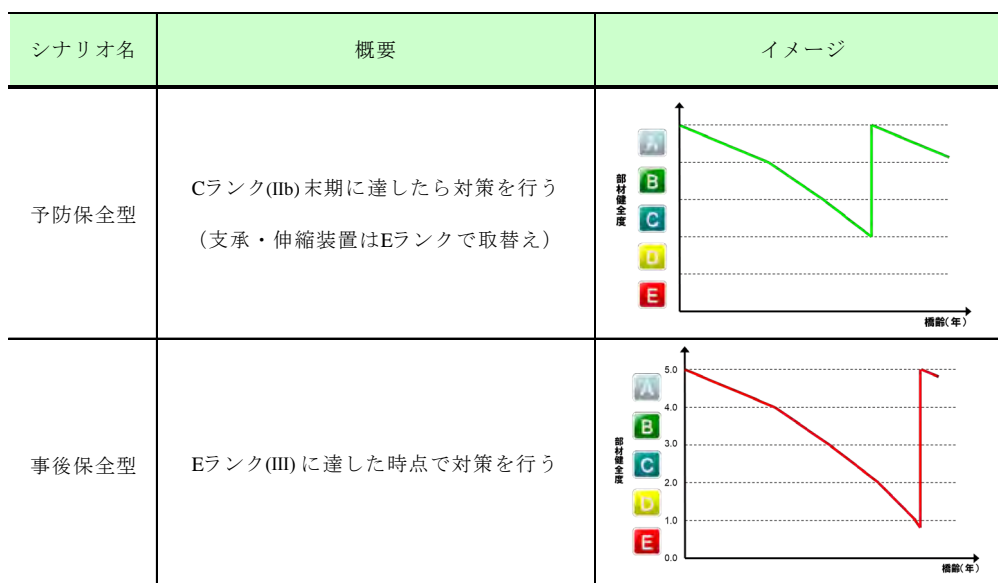 シナリオ名
概要
イメージ
予防保全型
Cランク(IIb)末期に達したら対策を行う
（支承・伸縮装置はEランクで取替え）
部材健全度
A
B
C
D
E
橋齢(年)
事後保全型
Eランク(III)に達した時点で対策を行う
部材健全度
A
B
C
D
E
5.0
4.0
3.0
2.0
1.0
0.0
橋齢(年)